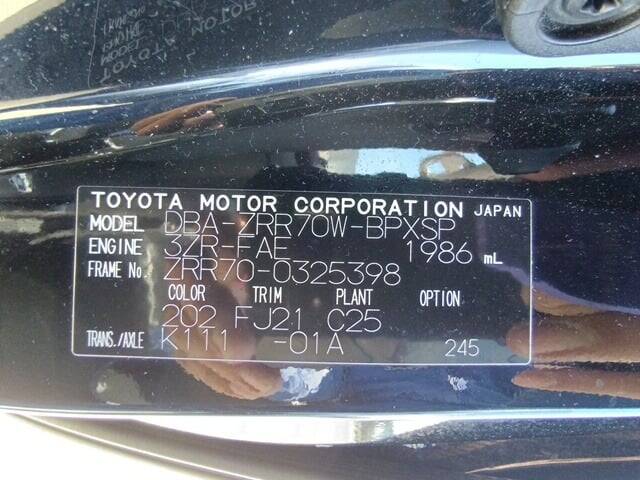 TOYOTA MOTOR CORPORATION JAPAN
MODEL DBA-ZRR70W-BPXSP
ENGINE 3ZR-FAE 1986 mL
FRAME No. ZRR70-0325398
COLOR TRIM PLANT OPTION
202 FJ21 C25
TRANS./AXLE K111 -01A 245